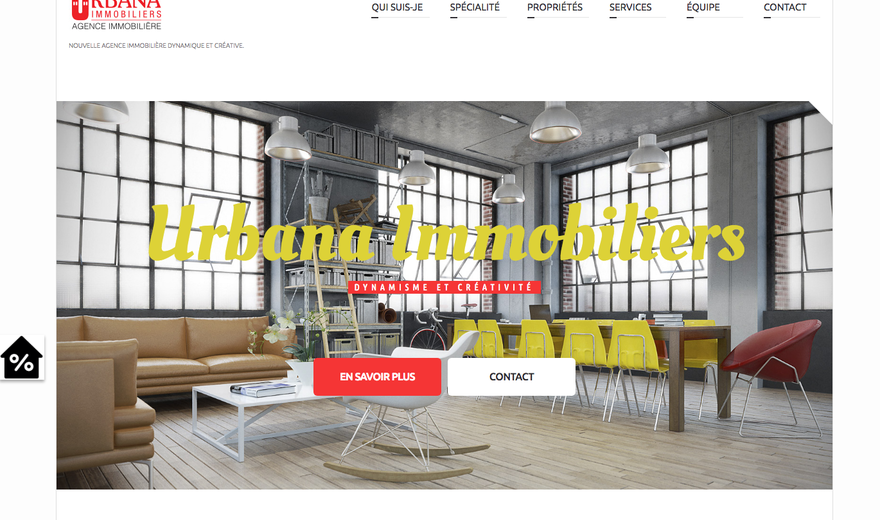 URBANA
IMMOBILIERS
AGENCE IMMOBILIÈRE
NOUVELLE AGENCE IMMOBILIÈRE DYNAMIQUE ET CRÉATIVE.
QUI SUIS-JE
SPÉCIALITÉ
PROPRIÉTÉS
SERVICES
ÉQUIPE
CONTACT
Urbana Immobiliers
DYNAMISME ET CRÉATIVITÉ
EN SAVOIR PLUS
CONTACT
%